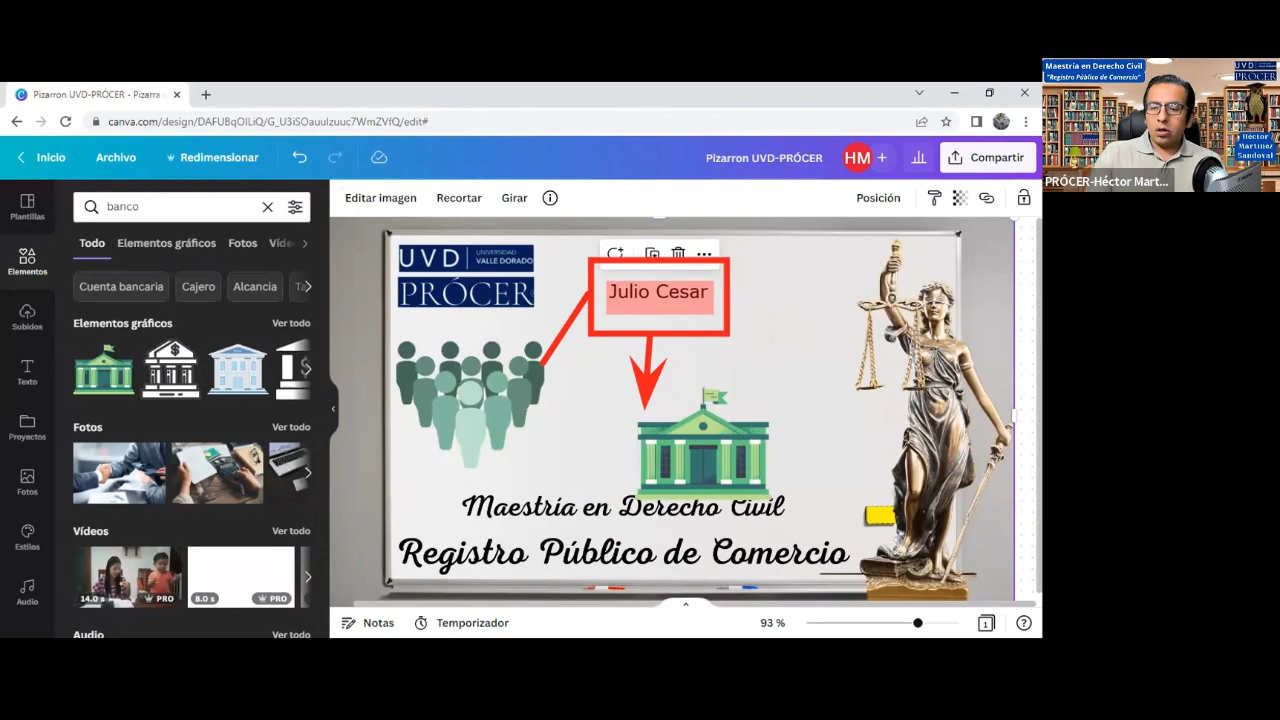 Pizarron UVD-PRÓCER - Pizarra
canva.com/design/DAFUBqOILiQ/G_U3iSOauuIzuuc7WmZVfQ/edit#
Inicio
Archivo
Redimensionar
Pizarron UVD-PRÓCER
HM
Compartir
Plantillas
Elementos
Subidos
Texto
Proyectos
Fotos
Estilos
Audio
banco
Todo
Elementos gráficos
Fotos
Cuenta bancaria
Cajero
Alcancia
Elementos gráficos
Ver todo
Fotos
Ver todo
Vídeos
Ver todo
14.0 s
PRO
8.0 s
PRO
Audio
Ver todo
Editar imagen
Recortar
Girar
Posición
UVD
UNIVERSIDAD
VALLE DORADO
PRÓCER
Julio Cesar
Maestría en Derecho Civil
Registro Público de Comercio
Notas
Temporizador
93 %
1
Maestría en Derecho Civil
"Registro Público de Comercio"
UVD
PRÓCER
Héctor
Martínez
Sandoval
PRÓCER-Héctor Mart...